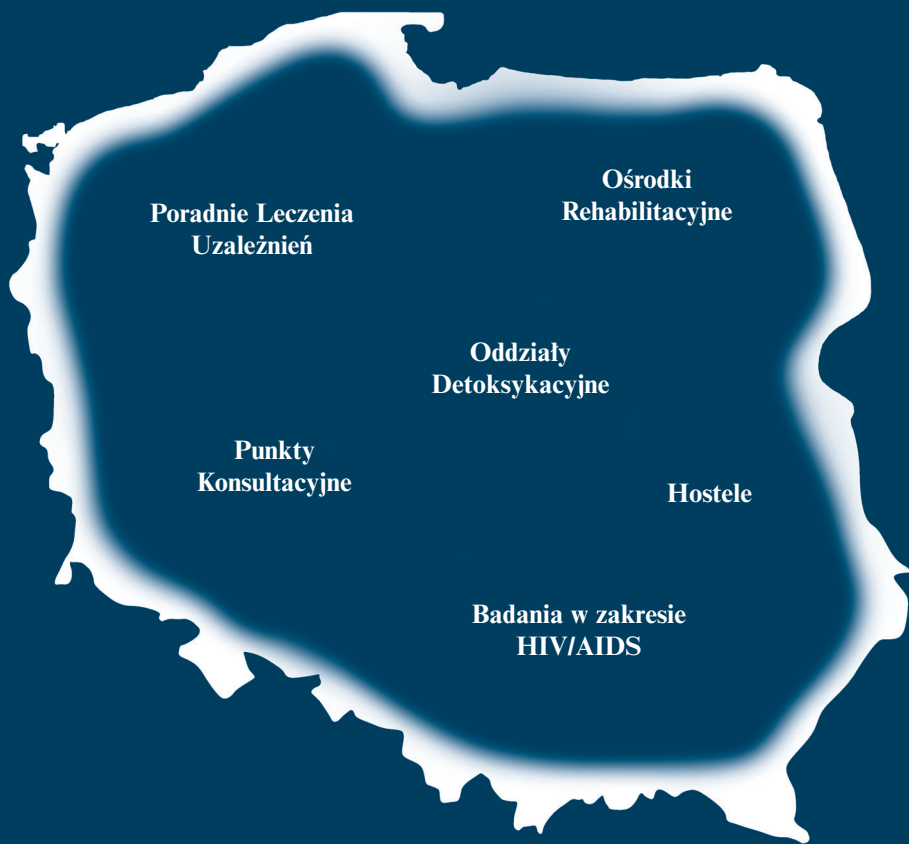 Ośrodki
Rehabilitacyjne
Poradnie Leczenia
Uzależnień
Oddziały
Detoksykacyjne
Punkty
Konsultacyjne
Hostele
Badania w zakresie
HIV/AIDS